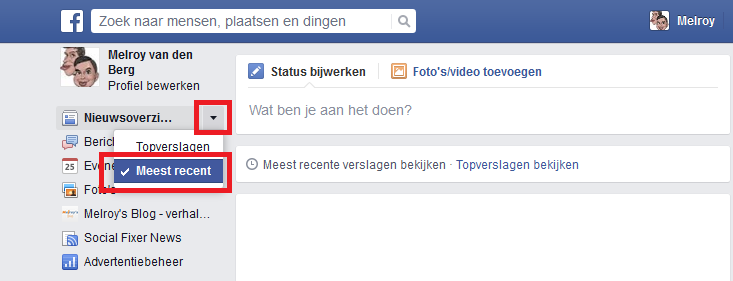 f
Zoek naar mensen, plaatsen en dingen
Melroy
Melroy van den
Berg
Profiel bewerken
Nieuwsoverzi...
Topverslagen
Meest recent
Berich
25 Evene
Foto's
Melroy's Blog - verhal...
Social Fixer News
Advertentiebeheer
Status bijwerken
Foto's/video toevoegen
Wat ben je aan het doen?
Meest recente verslagen bekijken · Topverslagen bekijken